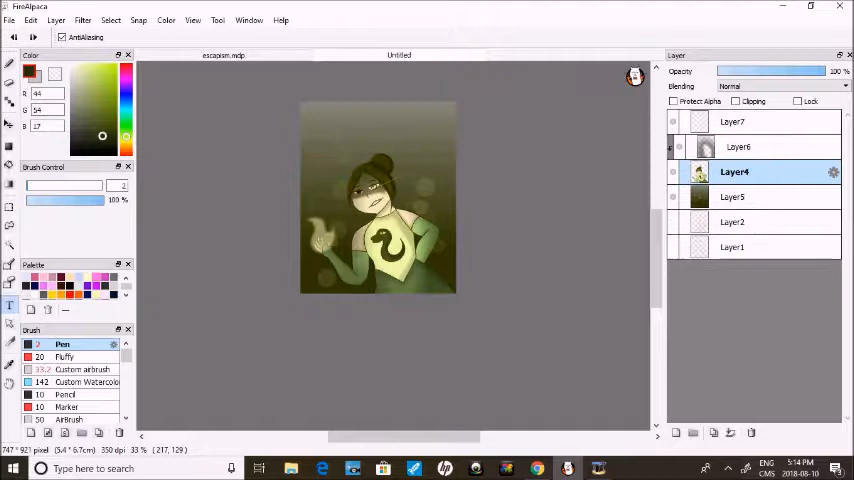 FireAlpaca
File Edit Layer Filter Select Snap Color View Tool Window Help
AntiAliasing
Color
escapism.mdp
Untitled
Layer
R 44
G 54
B 17
Opacity 100 %
Blending Normal
Protect Alpha Clipping Lock
Layer7
Layer6
Layer4
Layer5
Layer2
Layer1
Brush Control
2
100 %
Palette
T
Brush
2 Pen
20 Fluffy
33.2 Custom airbrush
142 Custom Watercolo
10 Pencil
10 Marker
50 AirBrush
747 * 921 pixel (5.4 * 6.7cm) 350 dpi 33 % ( 217, 129 )
Type here to search
hp
ENG
CMS
5:14 PM
2018-08-10
3